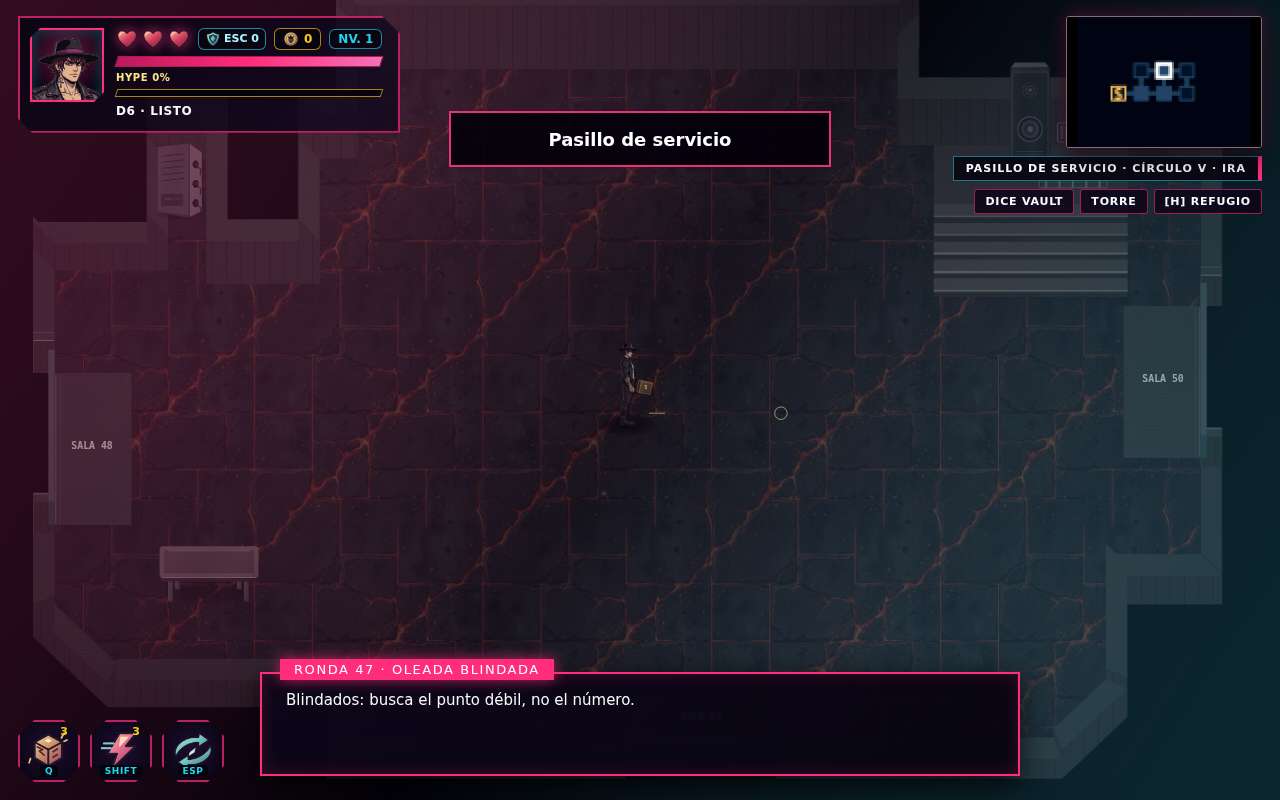 ESC 0
0
NV. 1
HYPE 0%
D6 · LISTO
Pasillo de servicio
S
PASILLO DE SERVICIO · CÍRCULO V · IRA
DICE VAULT
TORRE
[H] REFUGIO
SALA 50
SALA 48
RONDA 47 · OLEADA BLINDADA
Blindados: busca el punto débil, no el número.
3
Q
3
SHIFT
ESP